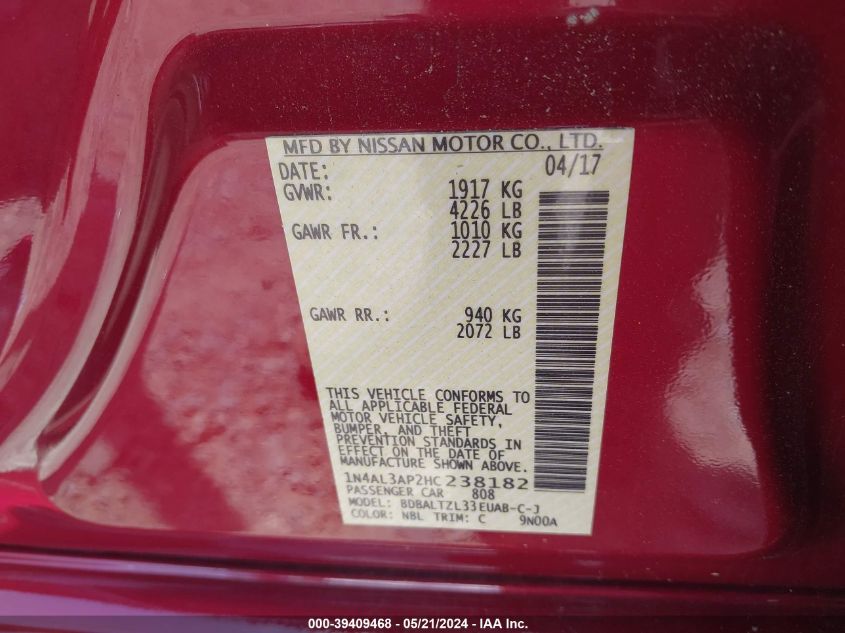 MFD BY NISSAN MOTOR CO., LTD.
DATE: 04/17
GVWR: 1917 KG
4226 LB
GAWR FR.: 1010 KG
2227 LB
GAWR RR.: 940 KG
2072 LB
THIS VEHICLE CONFORMS TO
ALL APPLICABLE FEDERAL
MOTOR VEHICLE SAFETY,
BUMPER, AND THEFT
PREVENTION STANDARDS IN
EFFECT ON THE DATE OF
MANUFACTURE SHOWN ABOVE.
1N4AL3AP2HC238182
PASSENGER CAR 808
MODEL: BDBALTZL33EUAB-C-J
COLOR: NBL TRIM: C 9N00A
000-39409468 — 05/21/2024 — IAA Inc.